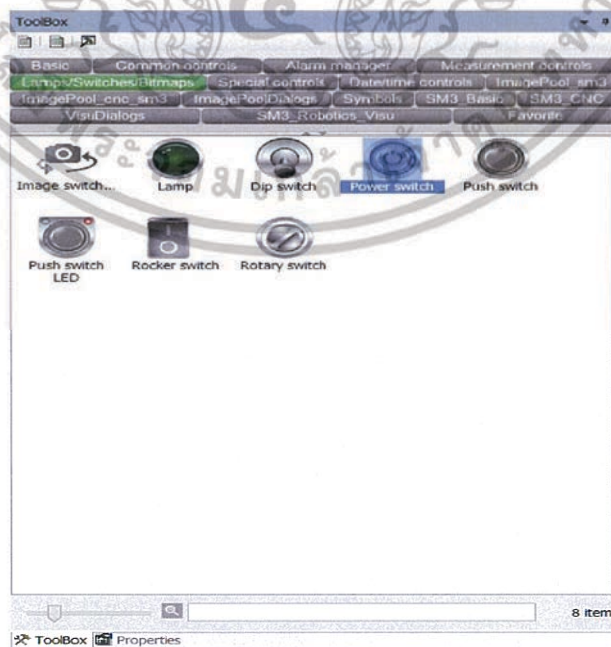 ToolBox
Basic Common controls Alarm manager Measurement controls
Lamps/Switches/Bitmaps Special controls Date/time controls ImagePool_sm3
ImagePool_cnc_sm3 ImagePoolDialogs Symbols SM3_Basic SM3_CNC
VisuDialogs SM3_Robotics_Visu Favorite
Image switch... Lamp Dip switch Power switch Push switch
Push switch Rocker switch Rotary switch
LED
8 item
ToolBox Properties